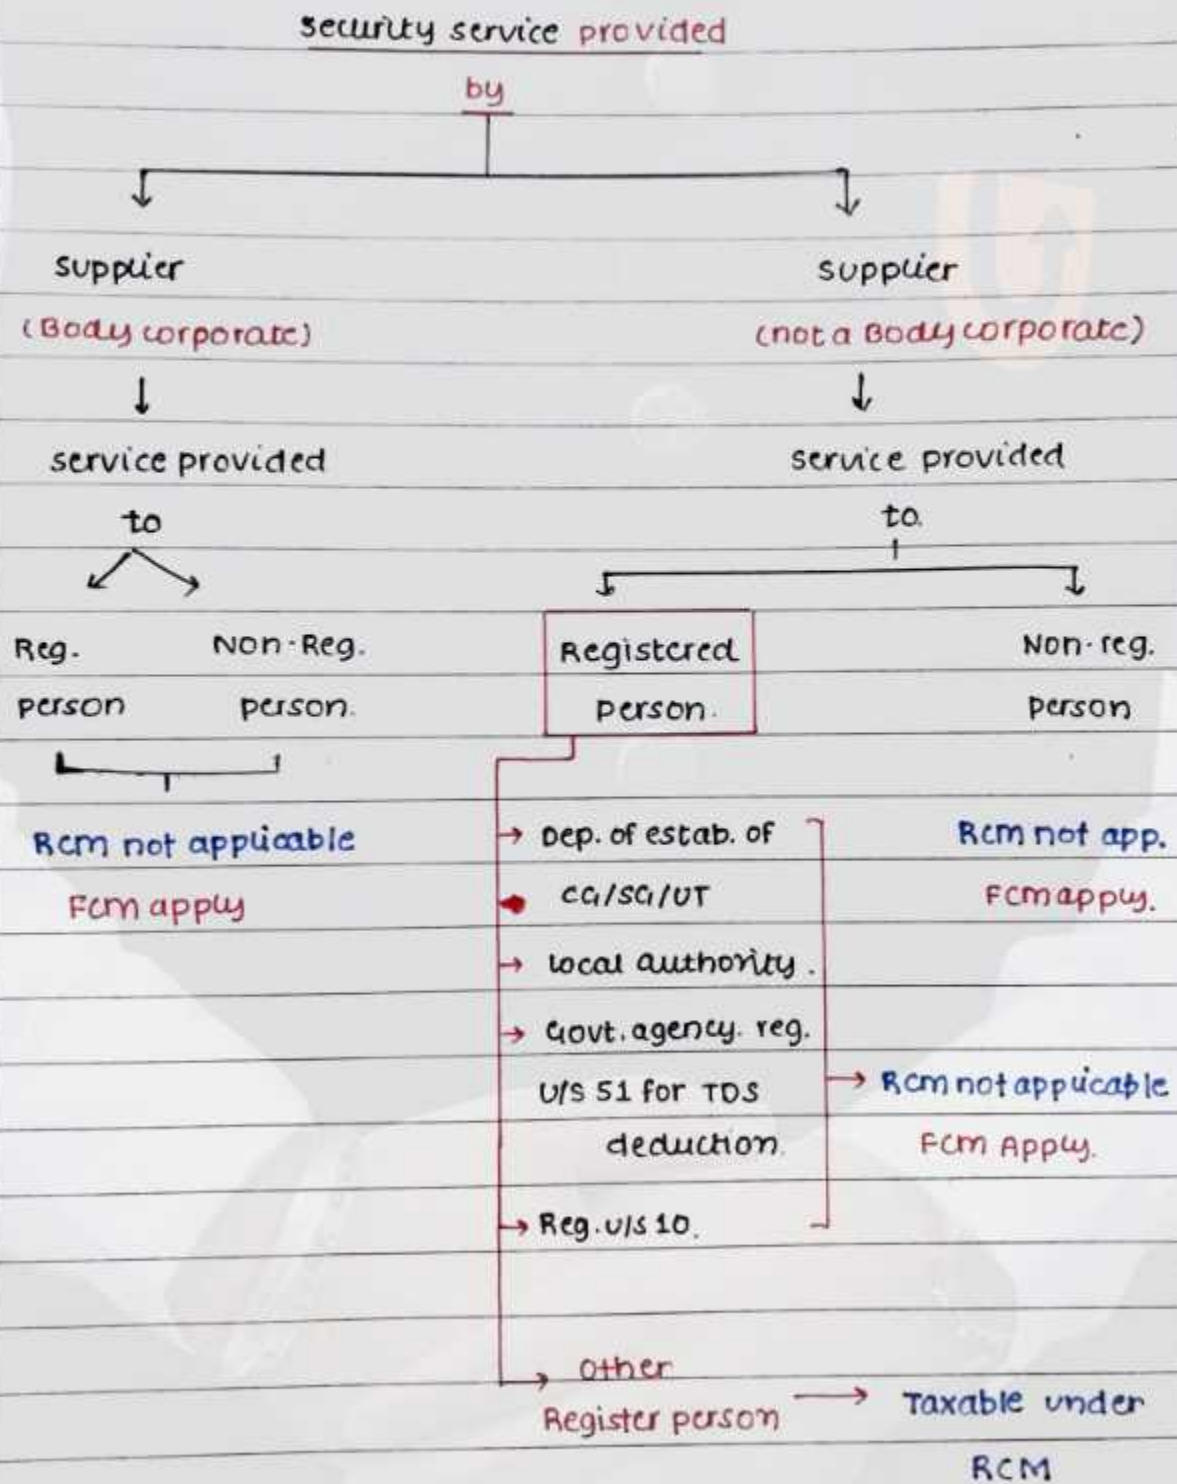 security service provided
by
supplier
(Body corporate)
service provided
to
Reg. person
Non-Reg. person.
Rcm not applicable
Fcm apply
supplier
(not a Body corporate)
service provided
to.
Registered
person.
Dep. of estab. of
CG/SG/UT
local authority.
Govt. agency. reg.
U/S 51 for TDS
deduction.
Reg. U/S 10.
Rcm not applicable
Fcm Apply.
other
Register person
Taxable under
RCM
Non-reg.
person
Rcm not app.
Fcm apply.